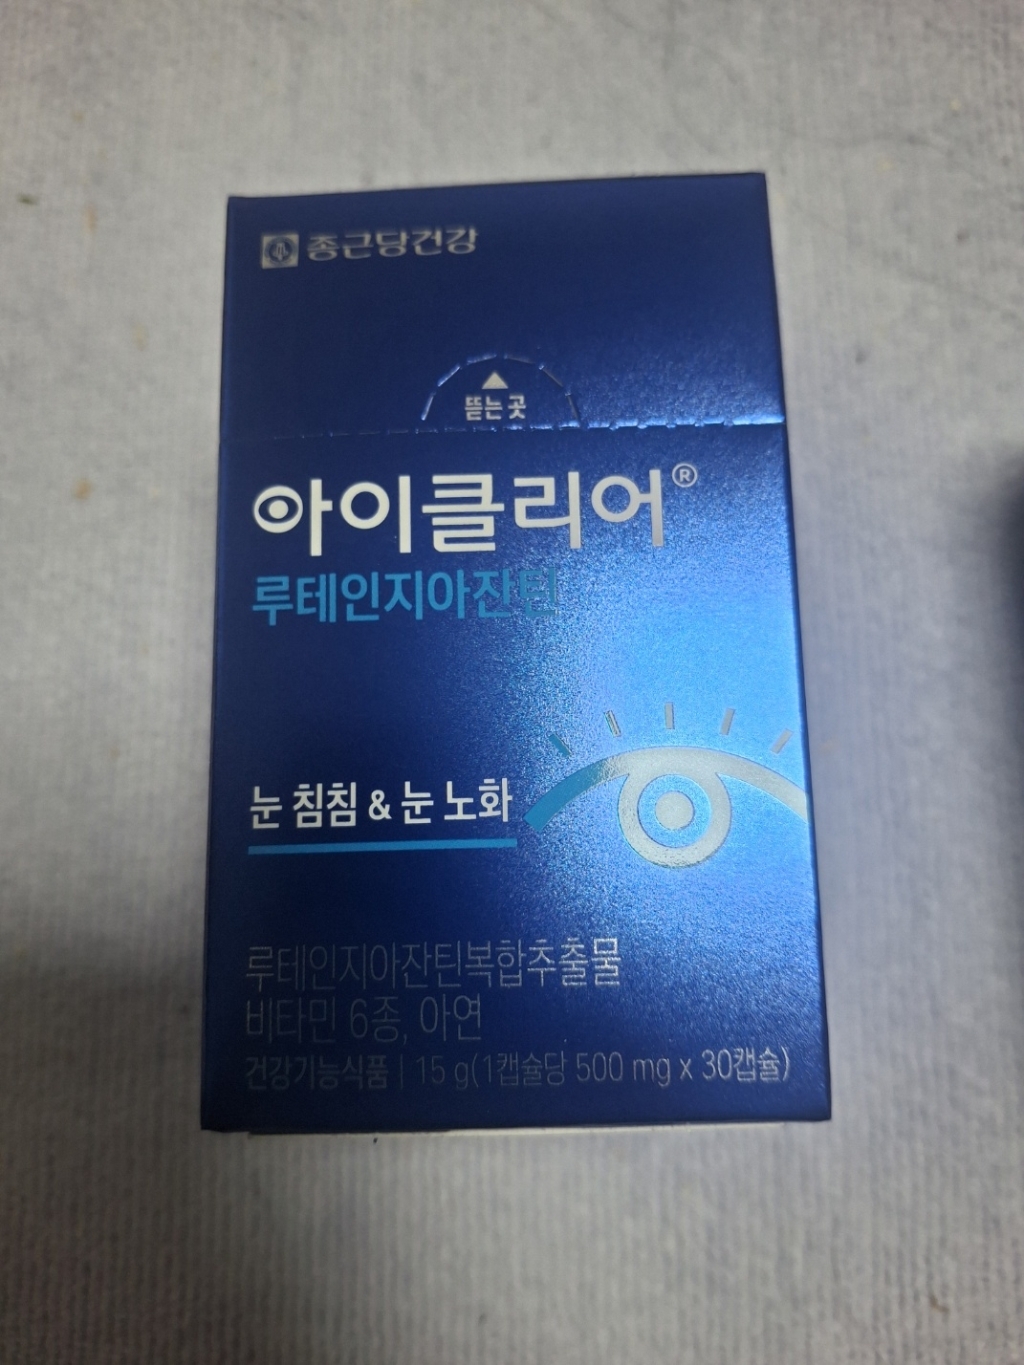 종근당건강
뜯는 곳
아이클리어®
루테인지아잔틴
눈 침침 & 눈 노화
루테인지아잔틴복합추출물
비타민 6종, 아연
건강기능식품 | 15 g(1캡슐당 500 mg x 30캡슐)